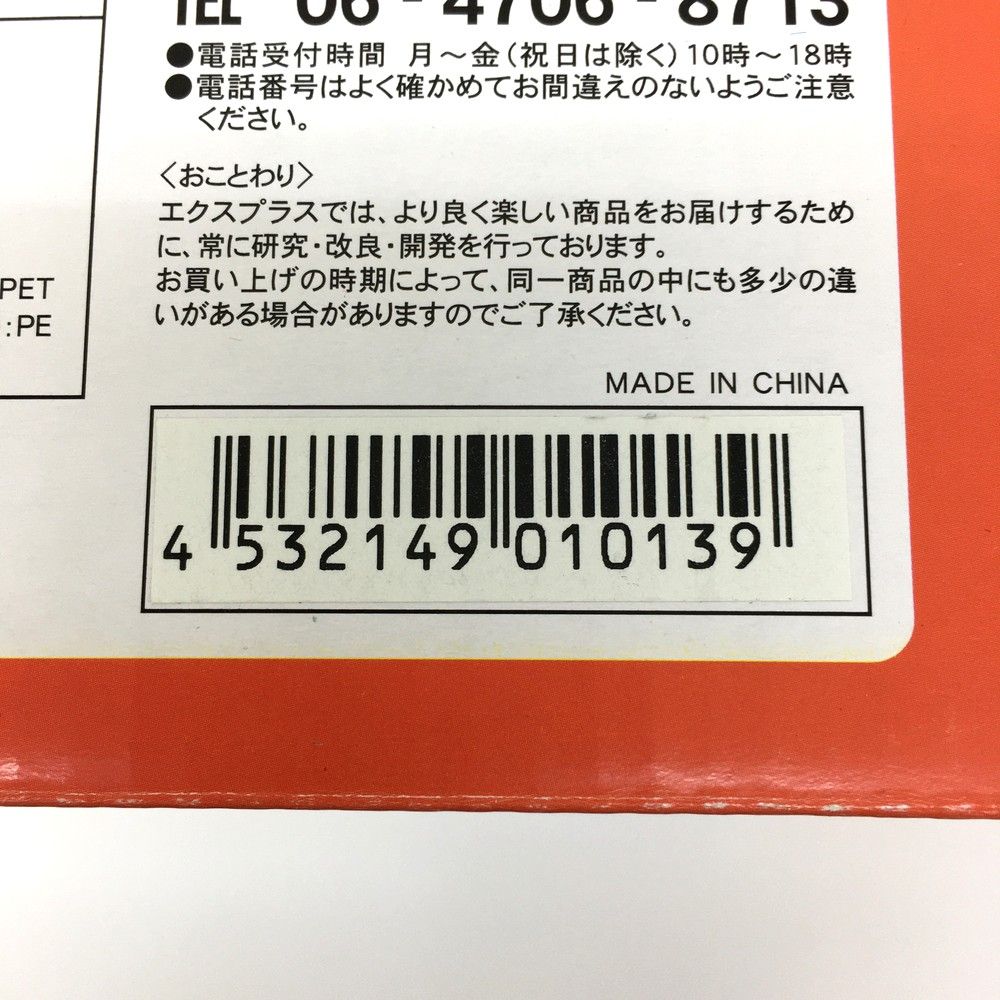 TEL 06-4706-8713
●電話受付時間 月～金(祝日は除く)10時～18時
●電話番号はよく確かめてお間違えのないようご注意
ください。
〈おことわり〉
エクスプラスでは、より良く楽しい商品をお届けするため
に、常に研究・改良・開発を行っております。
お買い上げの時期によって、同一商品の中にも多少の違
いがある場合がありますのでご了承ください。
PET
:PE
MADE IN CHINA
4 532149 010139